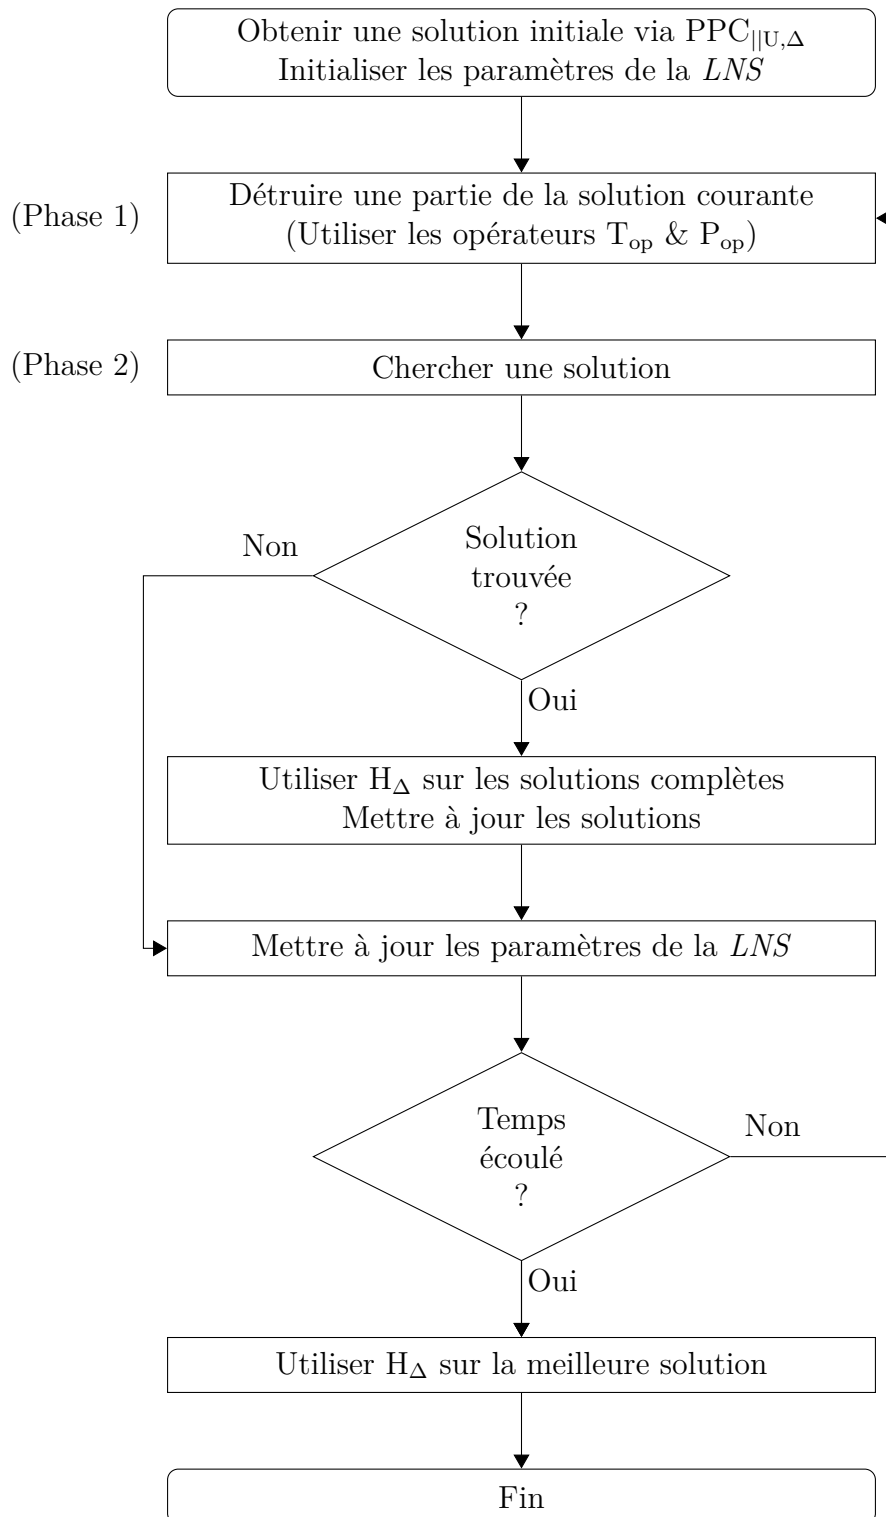 Obtenir une solution initiale via PPC||U,Δ
Initialiser les paramètres de la LNS
(Phase 1)
Détruire une partie de la solution courante
(Utiliser les opérateurs Top & Pop)
(Phase 2)
Chercher une solution
Solution
trouvée
?
Non
Oui
Utiliser HΔ sur les solutions complètes
Mettre à jour les solutions
Mettre à jour les paramètres de la LNS
Temps
écoulé
?
Non
Oui
Utiliser HΔ sur la meilleure solution
Fin